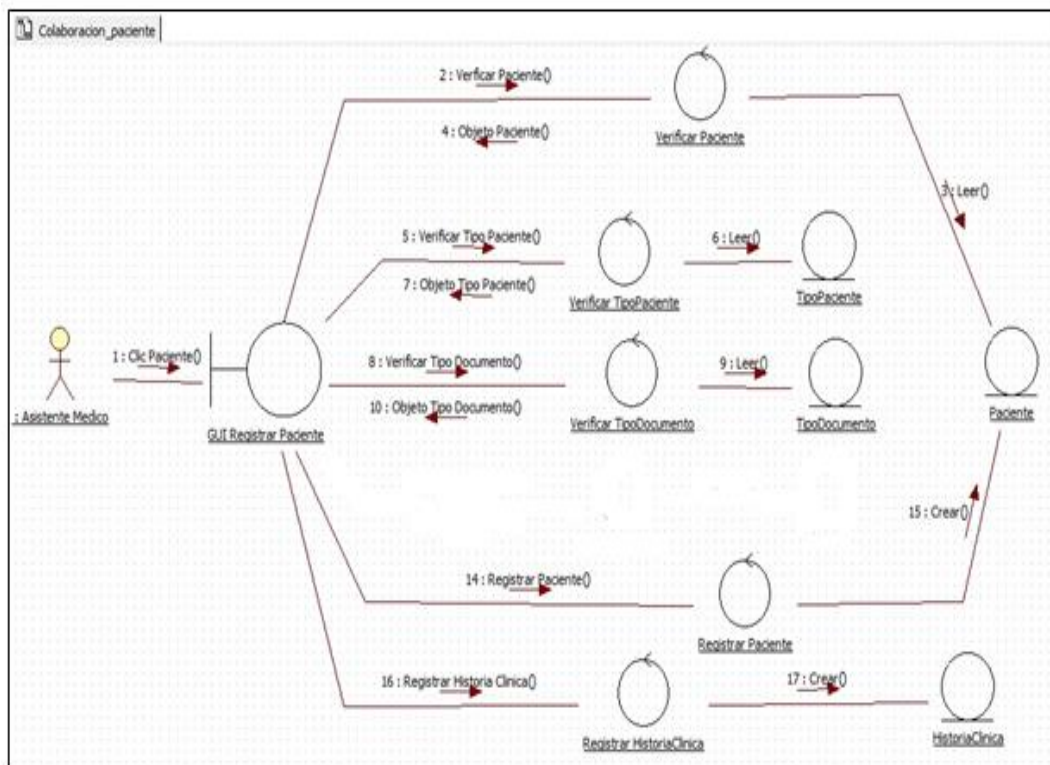 Colaboracion_paciente
2 : Verficar Paciente()
4 : Objeto Paciente()
Verificar Paciente
3 : Leer()
5 : Verificar Tipo Paciente()
6 : Leer()
7 : Objeto Tipo Paciente()
Verificar TipoPaciente
TipoPaciente
1 : Clic Paciente()
8 : Verificar Tipo Documento()
9 : Leer()
10 : Objeto Tipo Documento()
: Asistente Medico
GUI Registrar Paciente
Verificar TipoDocumento
TipoDocumento
Paciente
15 : Crear()
14 : Registrar Paciente()
Registrar Paciente
16 : Registrar Historia Clinica()
17 : Crear()
Registrar HistoriaClinica
HistoriaClinica